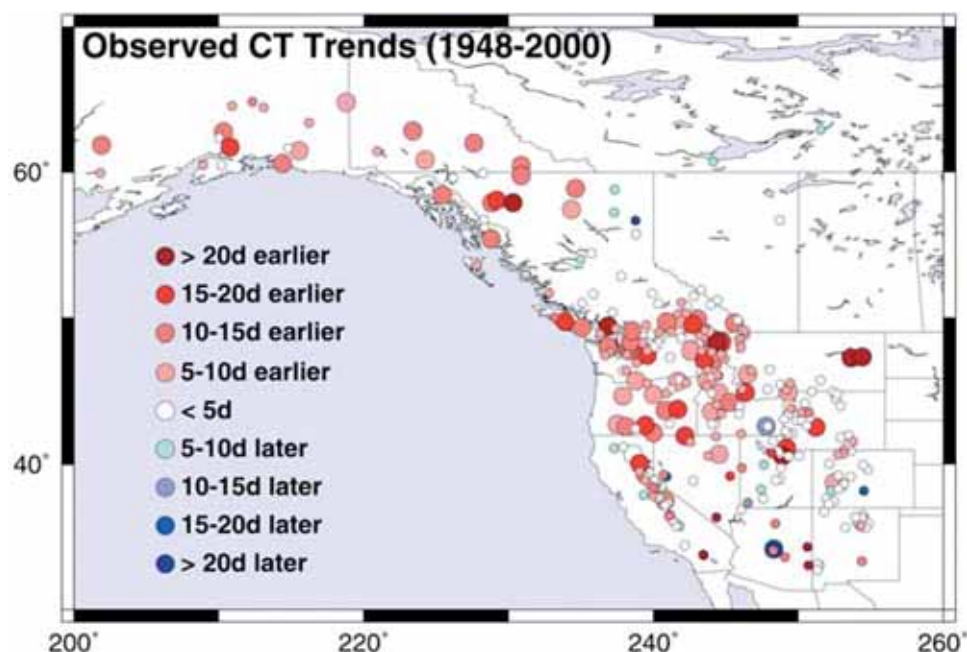 Observed CT Trends (1948-2000)
60°
> 20d earlier
15-20d earlier
10-15d earlier
5-10d earlier
< 5d
5-10d later
40°
10-15d later
15-20d later
> 20d later
200°
220°
240°
260°